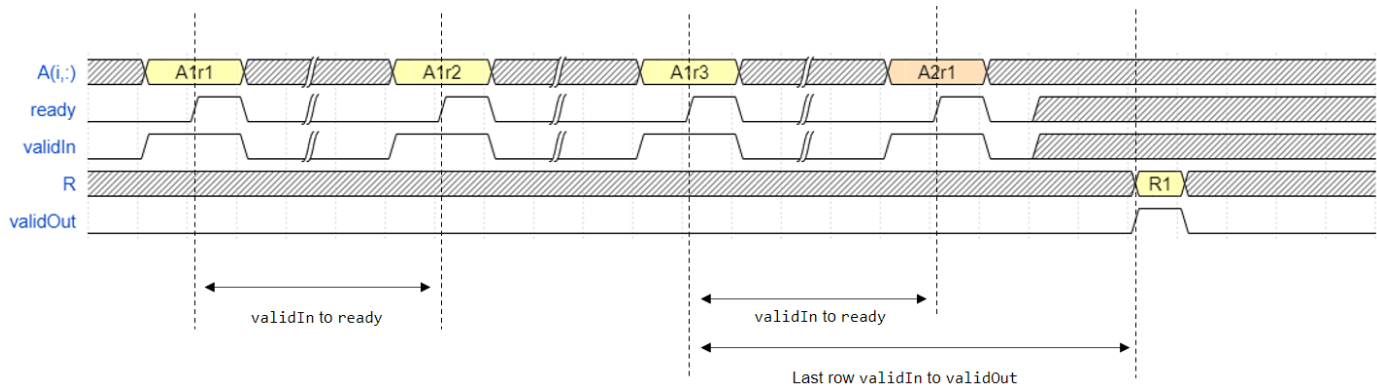 A(i,:) A1r1 A1r2 A1r3 A2r1
ready
validIn
R R1
validOut
validIn to ready validIn to ready
Last row validIn to validOut